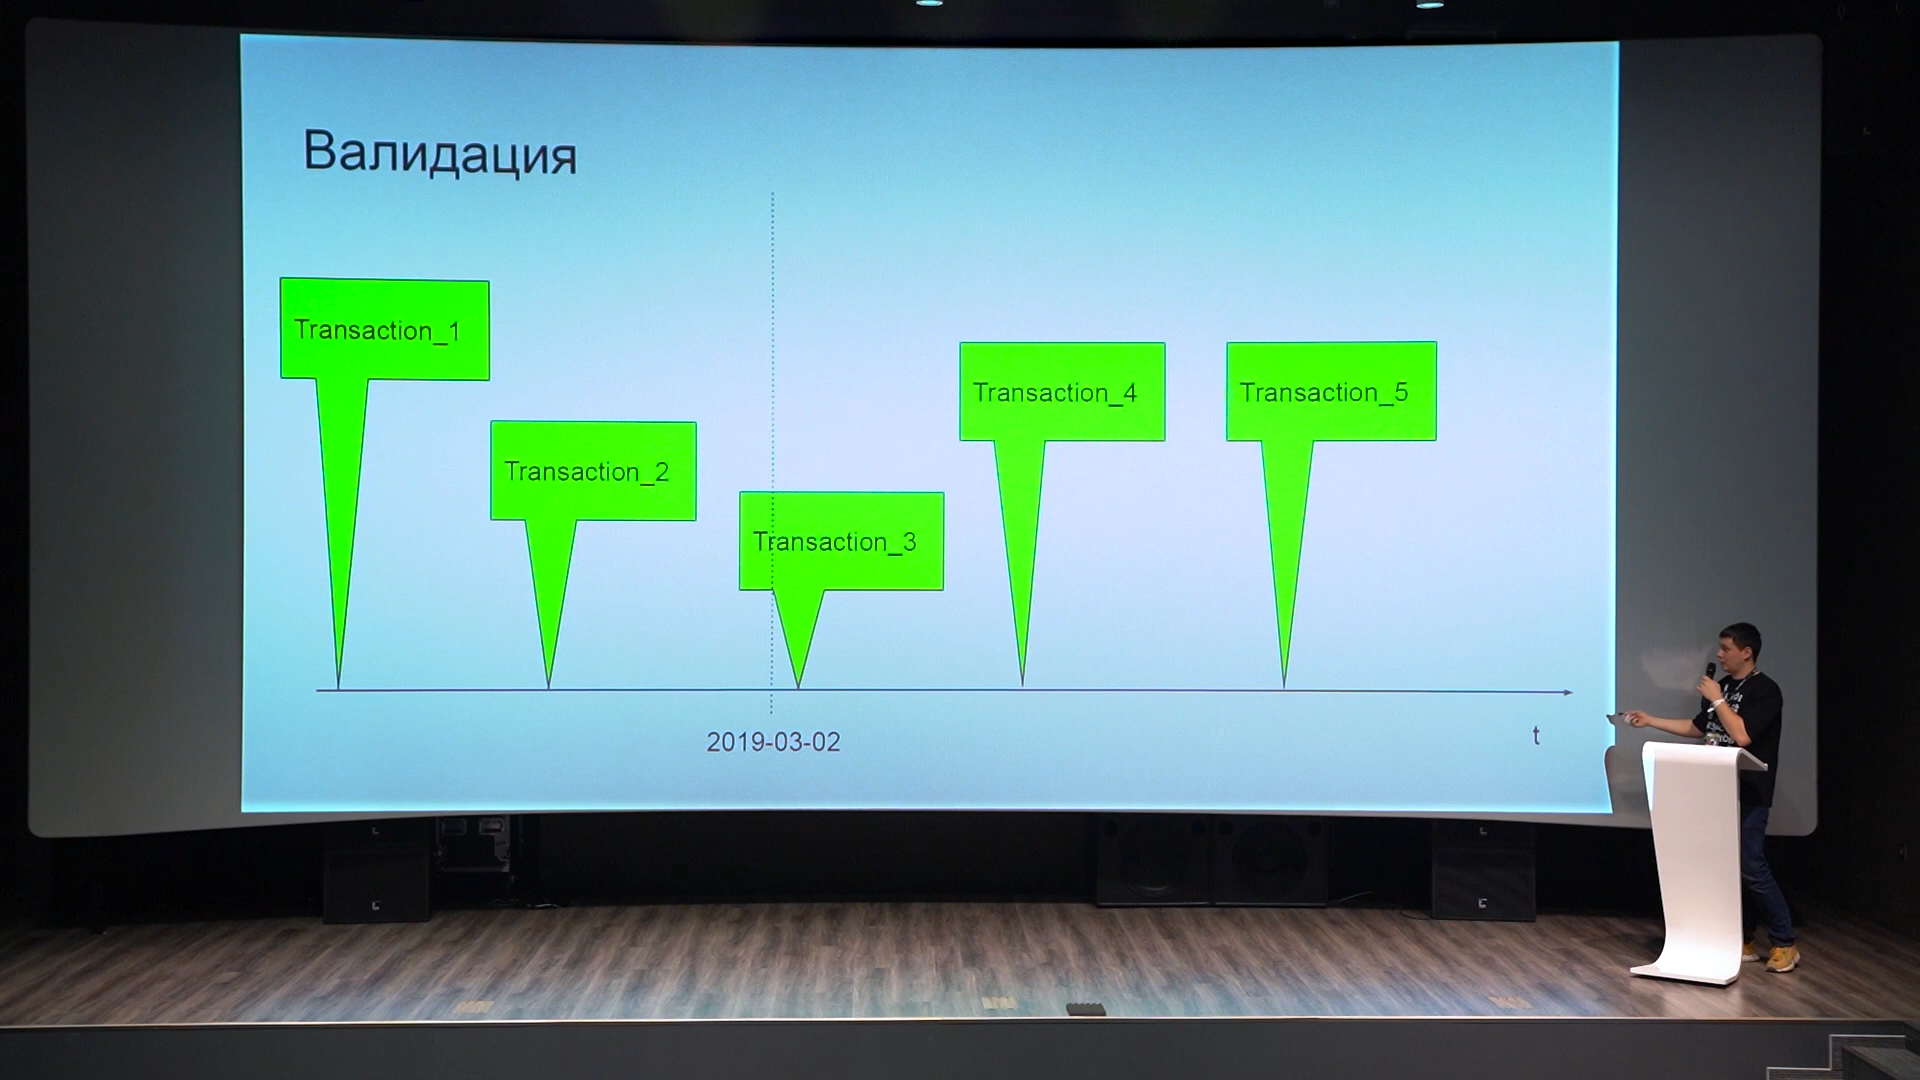 Валидация
Transaction_1
Transaction_2
Transaction_3
Transaction_4
Transaction_5
2019-03-02
t